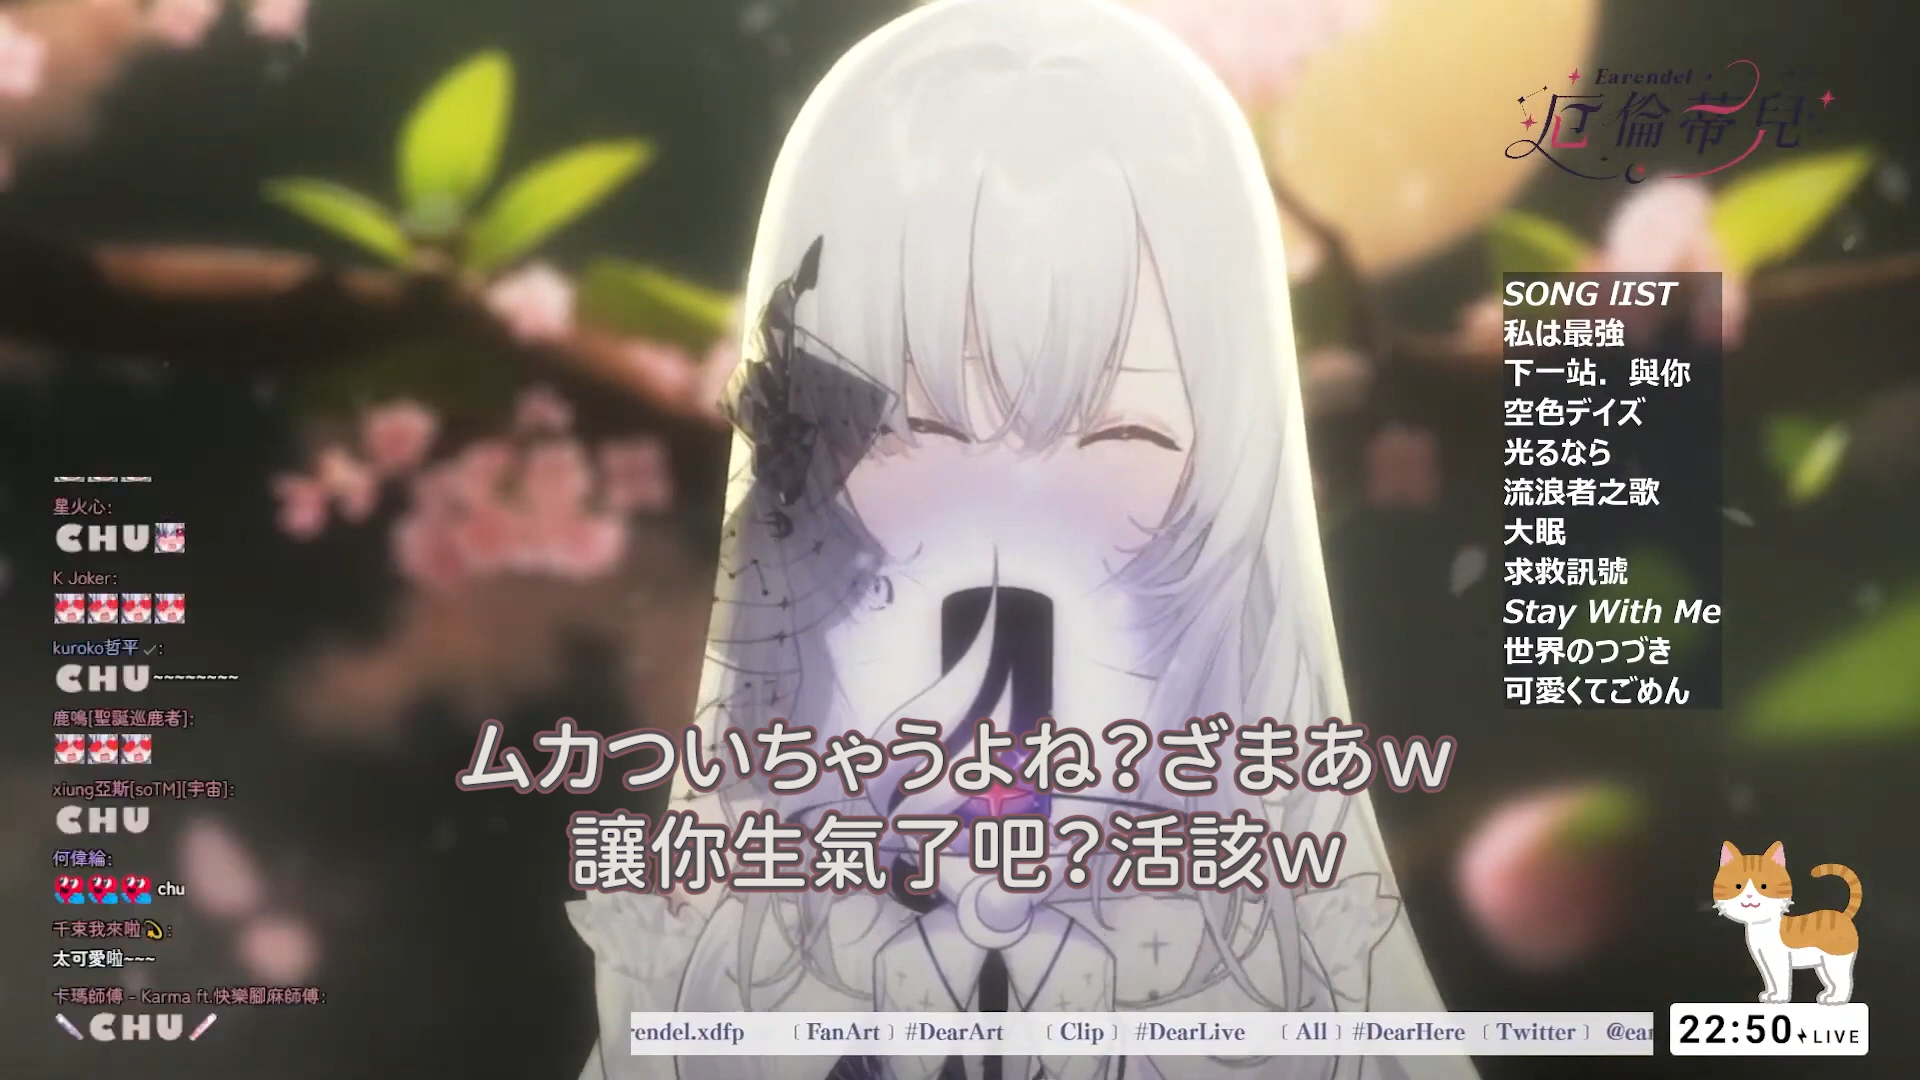 Earendel
厄倫蒂兒
SONG lIST
私は最強
下一站．與你
空色デイズ
光るなら
流浪者之歌
大眠
求救訊號
Stay With Me
世界のつづき
可愛くてごめん
星火心:
CHU
K Joker:
kuroko哲平✓:
CHU~~~~~~~~
鹿鳴[聖誕巡鹿者]:
xiung亞斯[soTM][宇宙]:
CHU
何偉綸:
chu
千束我來啦💫:
太可愛啦~~~
卡瑪師傅 - Karma ft.快樂腳麻師傅:
CHU
ムカついちゃうよね？ざまあｗ
讓你生氣了吧？活該ｗ
rendel.xdfp 〔 FanArt 〕#DearArt 〔 Clip 〕 #DearLive 〔 All 〕#DearHere 〔 Twitter 〕 @ear
22:50 LIVE